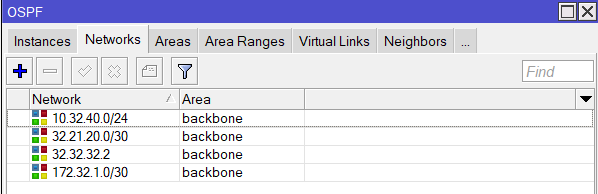 OSPF
Instances Networks Areas Area Ranges Virtual Links Neighbors ...
Find
Network Area
10.32.40.0/24 backbone
32.21.20.0/30 backbone
32.32.32.2 backbone
172.32.1.0/30 backbone